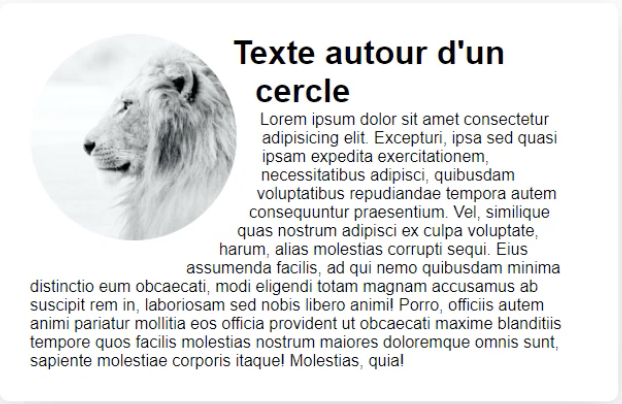 Texte autour d'un
cercle
Lorem ipsum dolor sit amet consectetur
adipisicing elit. Excepturi, ipsa sed quasi
ipsam expedita exercitationem,
necessitatibus adipisci, quibusdam
voluptatibus repudiandae tempora autem
consequuntur praesentium. Vel, similique
quas nostrum adipisci ex culpa voluptate,
harum, alias molestias corrupti sequi. Eius
assumenda facilis, ad qui nemo quibusdam minima
distinctio eum obcaecati, modi eligendi totam magnam accusamus ab
suscipit rem in, laboriosam sed nobis libero animi! Porro, officiis autem
animi pariatur mollitia eos officia provident ut obcaecati maxime blanditiis
tempore quos facilis molestias nostrum maiores doloremque omnis sunt,
sapiente molestiae corporis itaque! Molestias, quia!